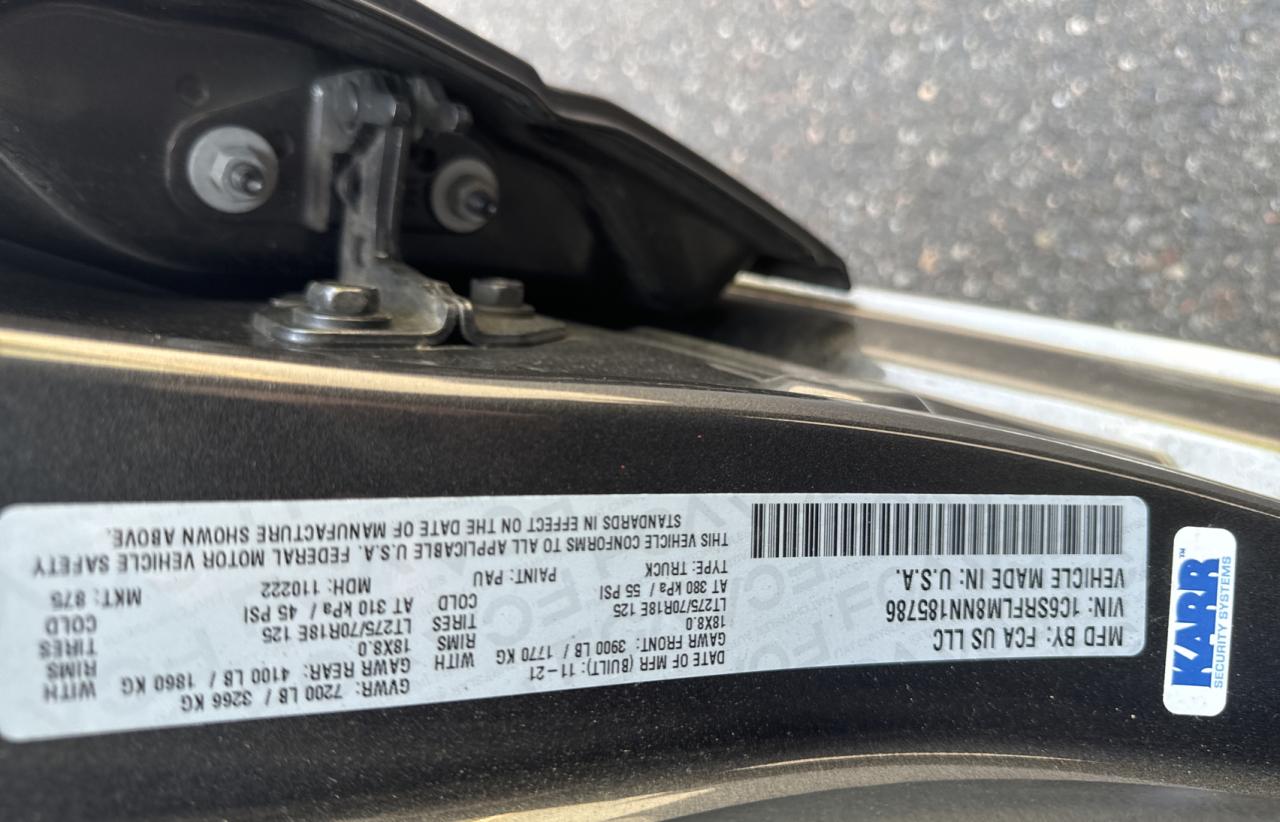 MFD BY: FCA US LLC
VIN: 1C6SRFLM8NN185786
VEHICLE MADE IN: U.S.A.
DATE OF MFR (BUILT): 11-21
GAWR FRONT: 3900 LB / 1770 KG WITH
18X8.0 RIMS
LT275/70R18E 125 TIRES
AT 380 kPa / 55 PSI COLD
TYPE: TRUCK PAINT: PAU
GVWR: 7200 LB / 3266 KG
GAWR REAR: 4100 LB / 1860 KG WITH
18X8.0 RIMS
LT275/70R18E 125 TIRES
AT 310 kPa / 45 PSI COLD
MDH: 110222 MKT: 875
THIS VEHICLE CONFORMS TO ALL APPLICABLE U.S.A. FEDERAL MOTOR VEHICLE SAFETY
STANDARDS IN EFFECT ON THE DATE OF MANUFACTURE SHOWN ABOVE.
KARR™
SECURITY SYSTEMS